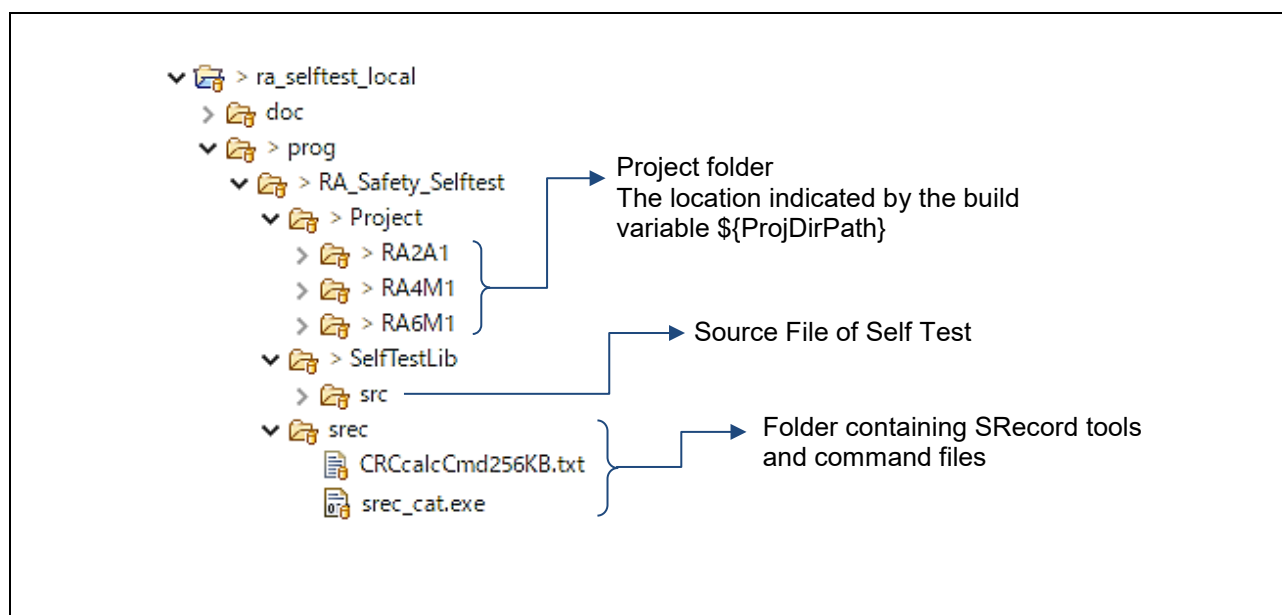 > ra_selftest_local
doc
> prog
> RA_Safety_Selftest
> Project
> RA2A1
> RA4M1
> RA6M1
> SelfTestLib
> src
srec
CRCcalcCmd256KB.txt
srec_cat.exe
Project folder
The location indicated by the build
variable ${ProjDirPath}
Source File of Self Test
Folder containing SRecord tools
and command files